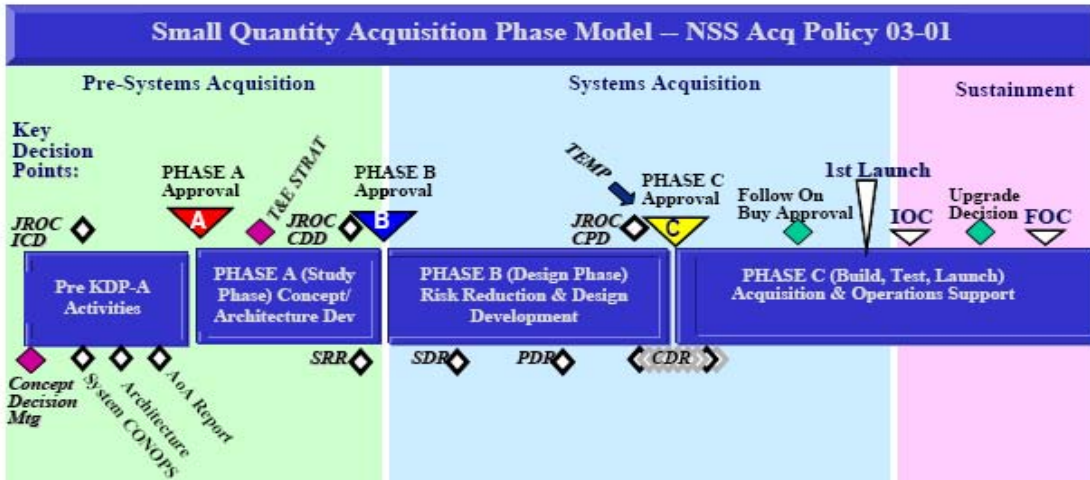 Small Quantity Acquisition Phase Model – NSS Acq Policy 03-01
Pre-Systems Acquisition
Systems Acquisition
Sustainment
Key
Decision
Points:
JROC
ICD
PHASE A
Approval
A
T&E STRAT
JROC
CDD
PHASE B
Approval
B
TEMP
JROC
CPD
PHASE C
Approval
C
Follow On
Buy Approval
1st Launch
IOC
Upgrade
Decision
FOC
Pre KDP-A
Activities
PHASE A (Study
Phase) Concept/
Architecture Dev
PHASE B (Design Phase)
Risk Reduction & Design
Development
PHASE C (Build, Test, Launch)
Acquisition & Operations Support
Concept
Decision
Mtg
System CONOPS
Architecture
AoA Report
SRR
SDR
PDR
CDR